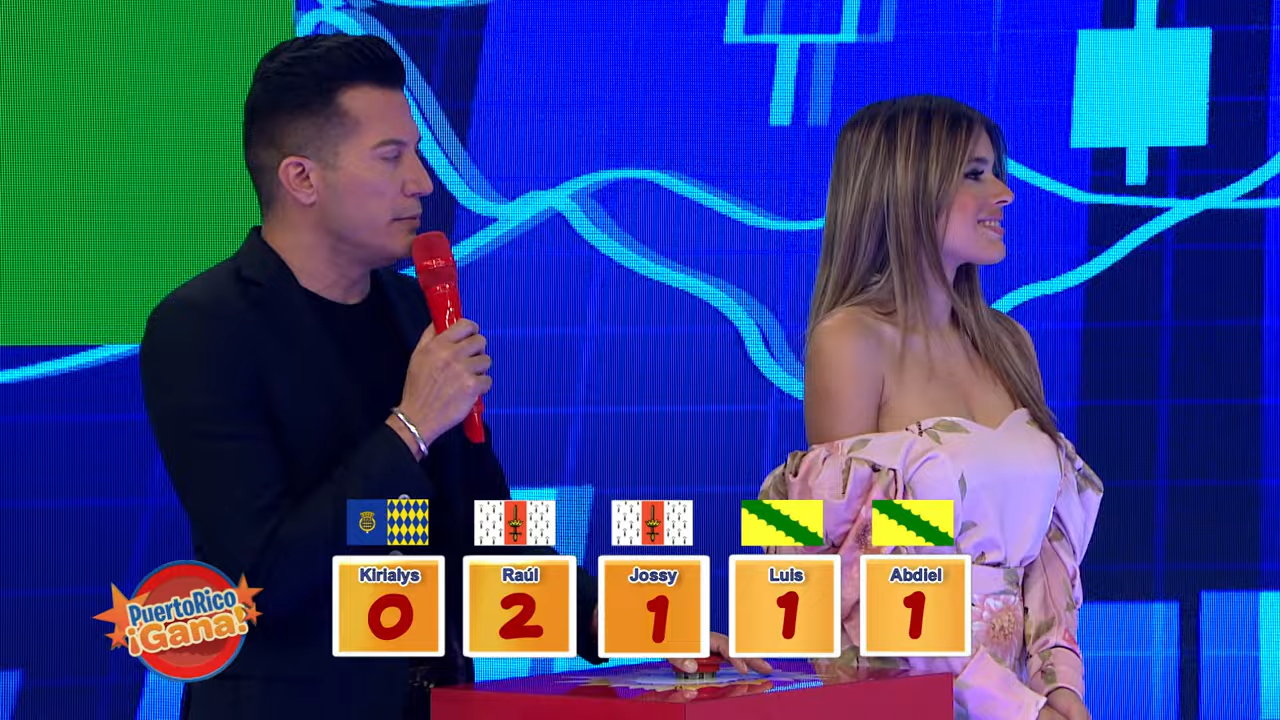 Kirialys
0
Raúl
2
Jossy
1
Luis
1
Abdiel
1
PuertoRico
¡Gana!